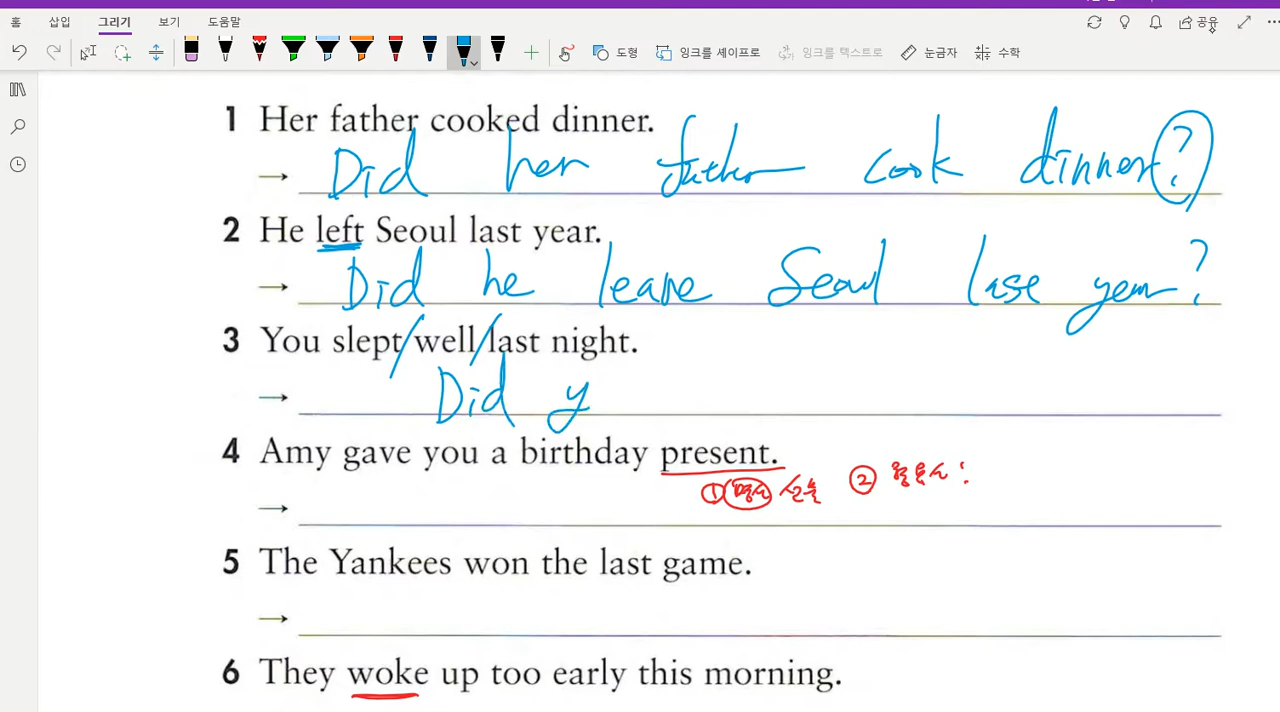 홈 삽입 그리기 보기 도움말 공유
도형 잉크를 셰이프로 잉크를 텍스트로 눈금자 수학
1 Her father cooked dinner.
→ Did her father cook dinner?
2 He left Seoul last year.
→ Did he leave Seoul last year?
3 You slept/well/last night.
→ Did y
4 Amy gave you a birthday present.
① 명사 선물 ②
→
5 The Yankees won the last game.
→
6 They woke up too early this morning.